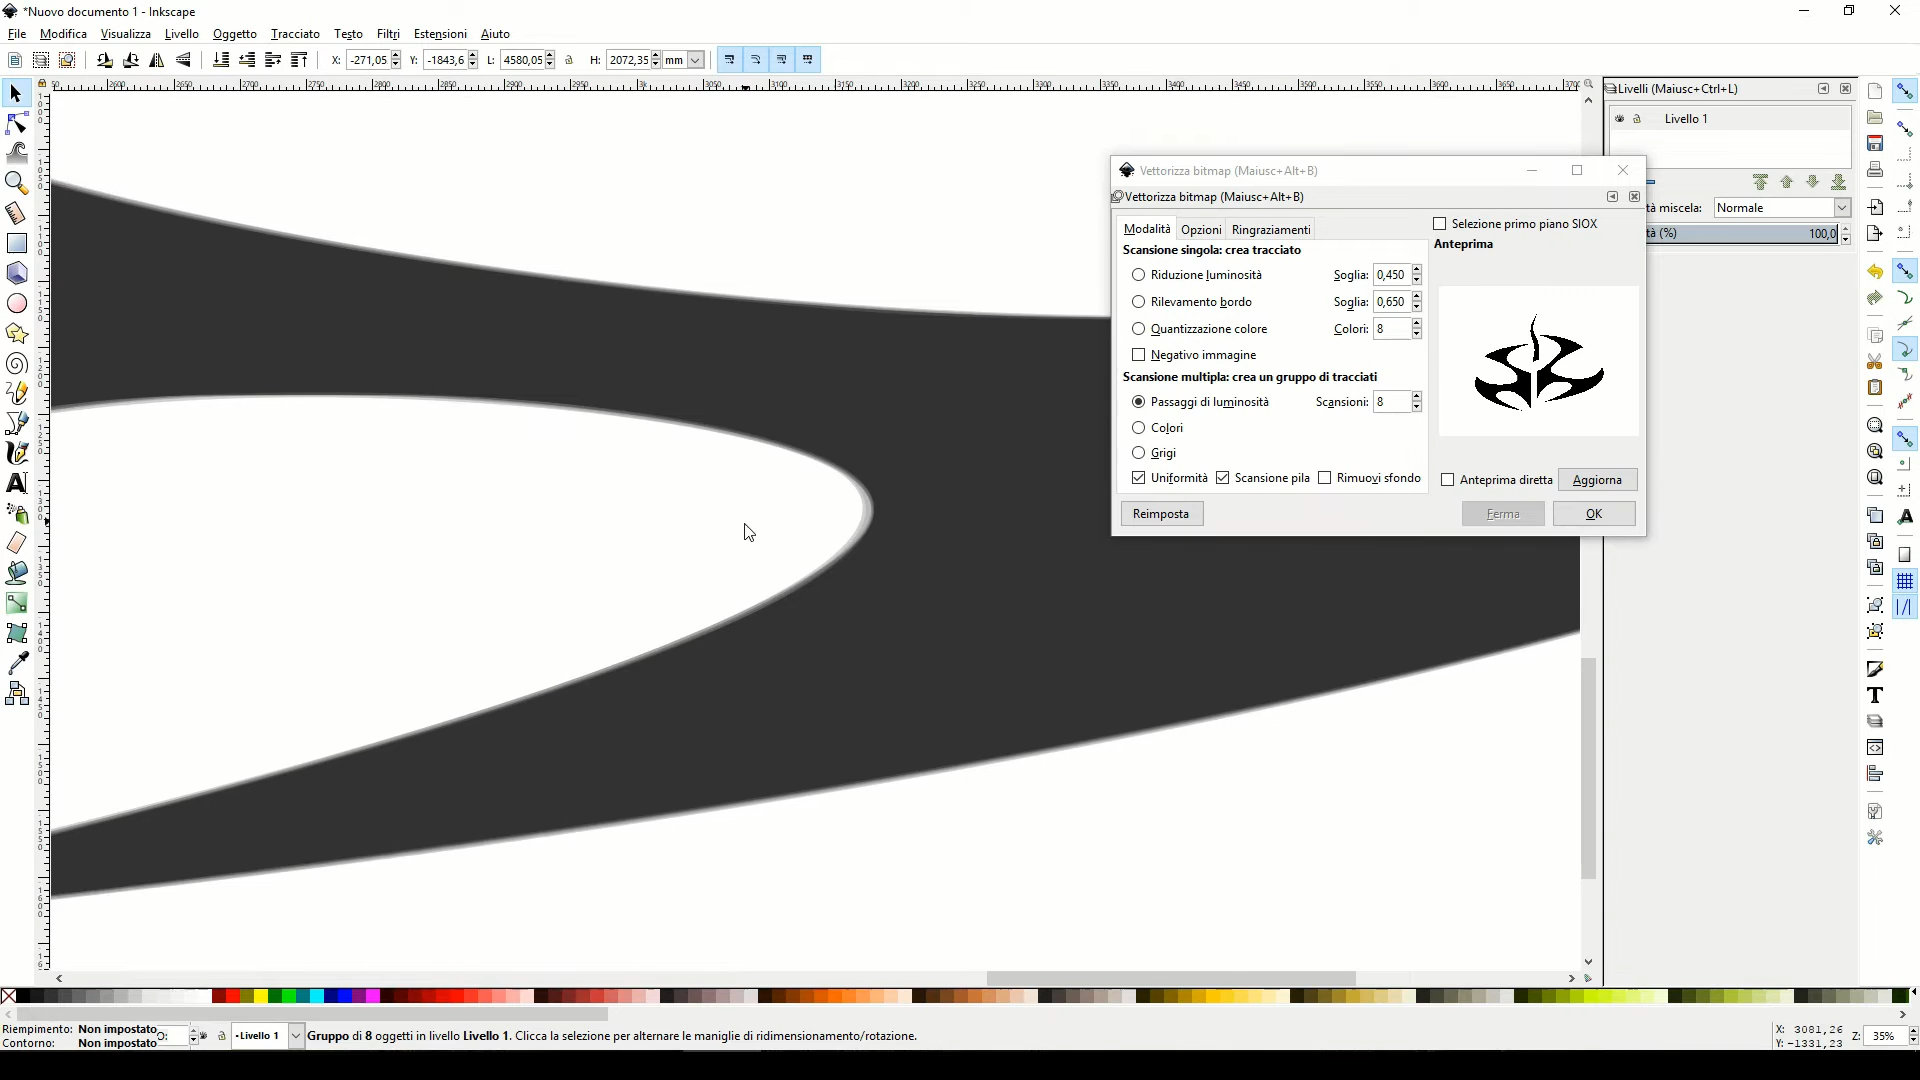 *Nuovo documento 1 - Inkscape
File Modifica Visualizza Livello Oggetto Tracciato Testo Filtri Estensioni Aiuto
X: -271,05 Y: -1843,6 L: 4580,05 H: 2072,35 mm
Livelli (Maiusc+Ctrl+L)
Livello 1
Vettorizza bitmap (Maiusc+Alt+B)
Vettorizza bitmap (Maiusc+Alt+B)
tà miscela: Normale
tà (%) 100,0
Modalità Opzioni Ringraziamenti
Selezione primo piano SIOX
Anteprima
Scansione singola: crea tracciato
Riduzione luminosità Soglia: 0,450
Rilevamento bordo Soglia: 0,650
Quantizzazione colore Colori: 8
Negativo immagine
Scansione multipla: crea un gruppo di tracciati
Passaggi di luminosità Scansioni: 8
Colori
Grigi
Uniformità Scansione pila Rimuovi sfondo
Anteprima diretta Aggiorna
Reimposta Ferma OK
Riempimento: Non impostato
Contorno: Non impostato
O:
•Livello 1
Gruppo di 8 oggetti in livello Livello 1. Clicca la selezione per alternare le maniglie di ridimensionamento/rotazione.
X: 3081,26
Y: -1331,23
Z: 35%